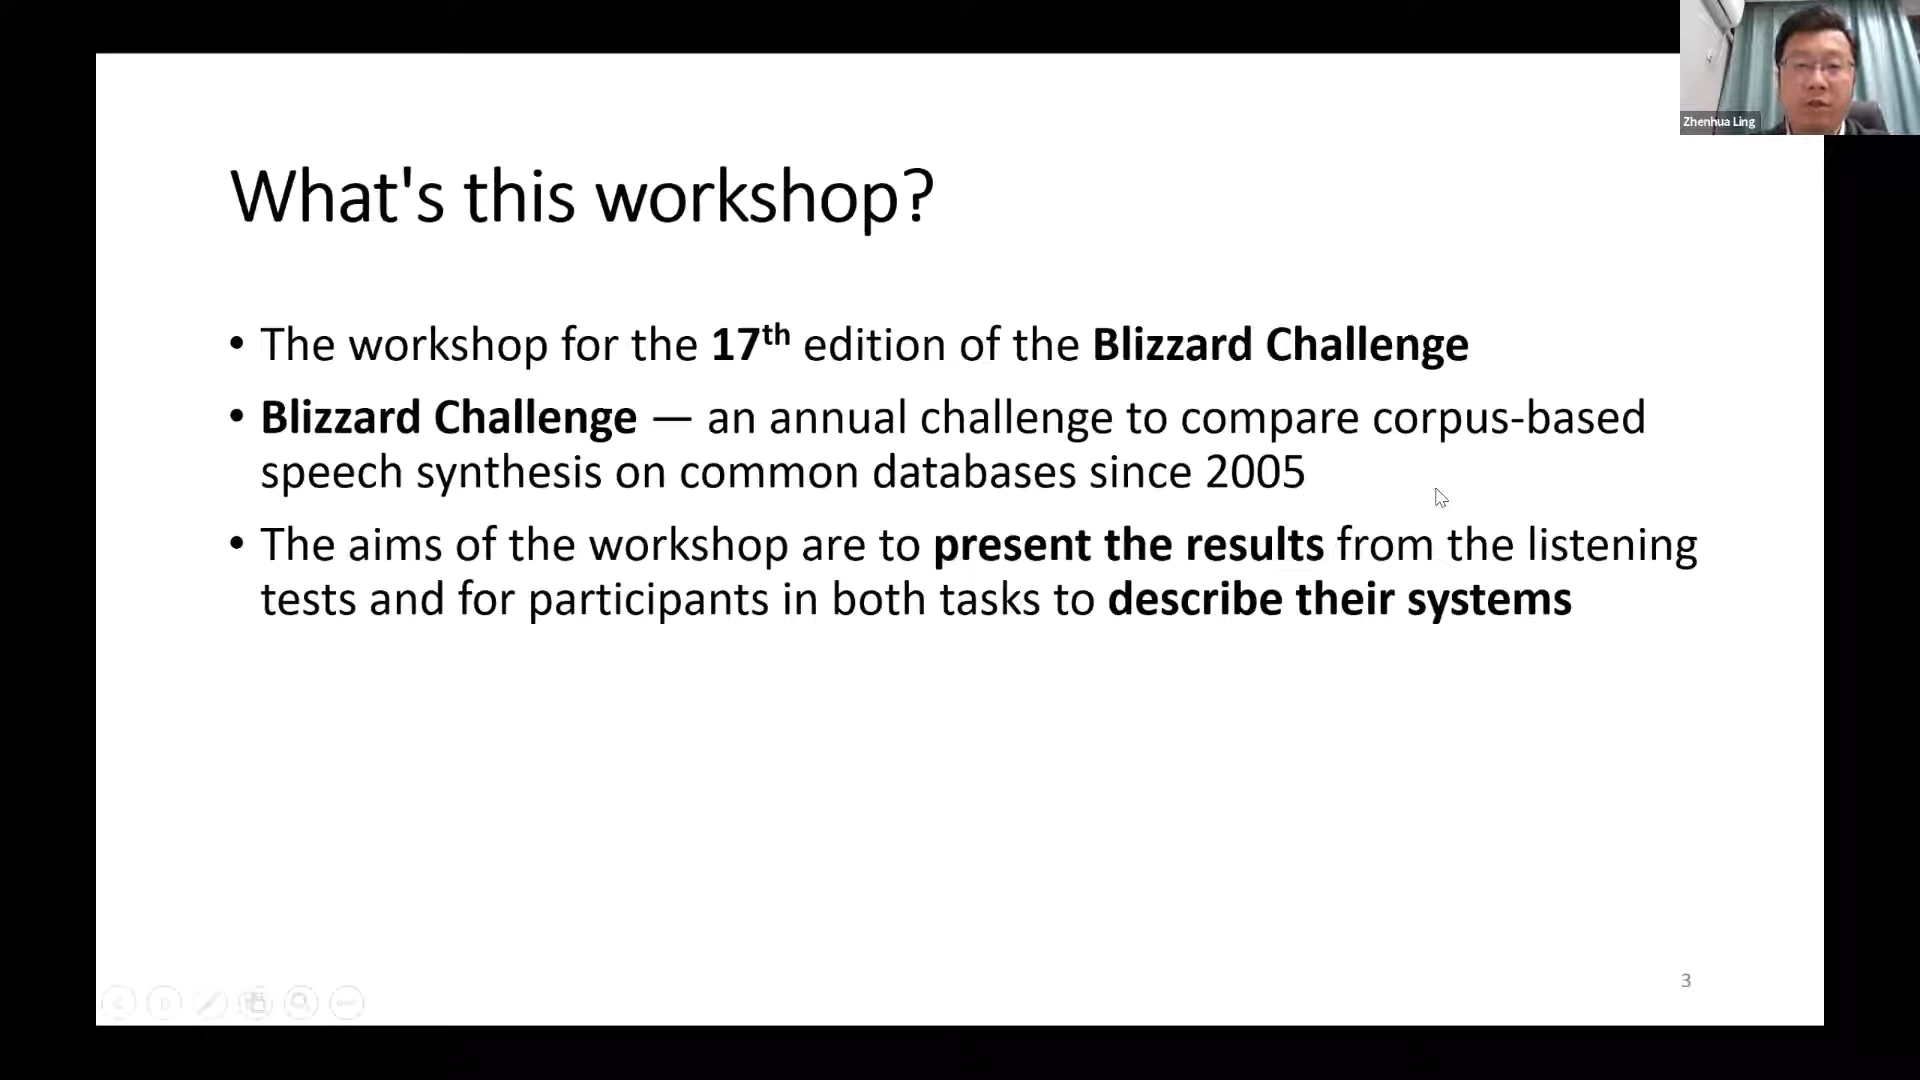 Zhenhua Ling
What's this workshop?
• The workshop for the 17th edition of the Blizzard Challenge
• Blizzard Challenge — an annual challenge to compare corpus-based
speech synthesis on common databases since 2005
• The aims of the workshop are to present the results from the listening
tests and for participants in both tasks to describe their systems
3